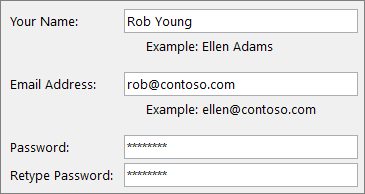 Your Name: Rob Young
Example: Ellen Adams
Email Address: rob@contoso.com
Example: ellen@contoso.com
Password: ********
Retype Password: ********